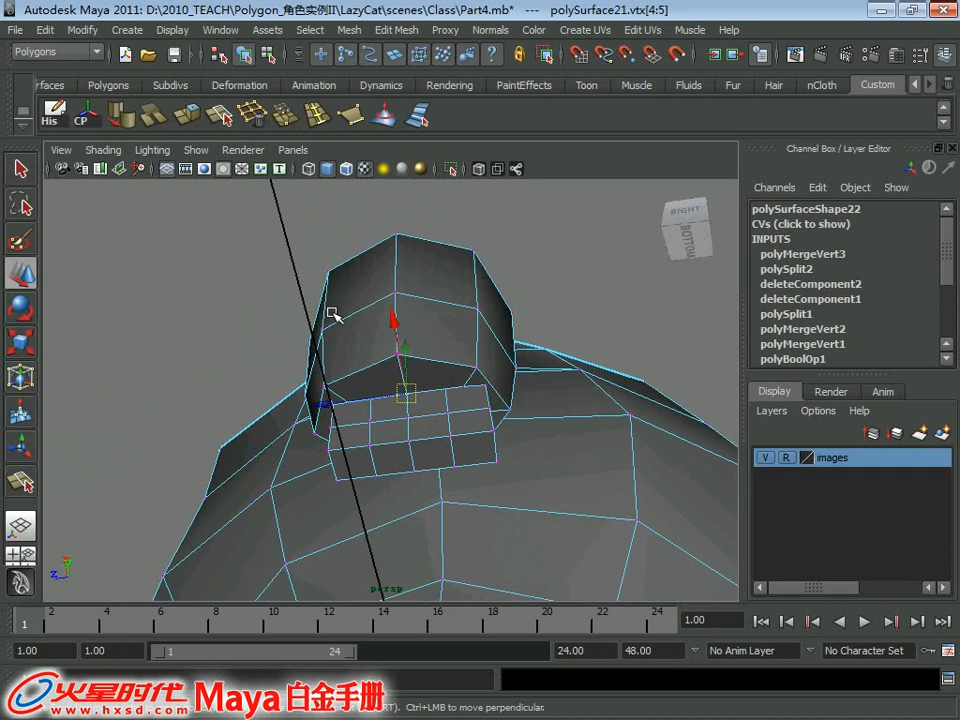 Autodesk Maya 2011: D:\2010_TEACH\Polygon_角色实例II\LazyCat\scenes\Class\Part4.mb*   ---   polySurface21.vtx[4:5]
File Edit Modify Create Display Window Assets Select Mesh Edit Mesh Proxy Normals Color Create UVs Edit UVs Muscle Help
Polygons
rfaces Polygons Subdivs Deformation Animation Dynamics Rendering PaintEffects Toon Muscle Fluids Fur Hair nCloth Custom
His CP
View Shading Lighting Show Renderer Panels
Channel Box / Layer Editor
Channels Edit Object Show
polySurfaceShape22
CVs (click to show)
INPUTS
polyMergeVert3
polySplit2
deleteComponent2
deleteComponent1
polySplit1
polyMergeVert2
polyMergeVert1
polyBoolOp1
RIGHT
BOTTOM
Display Render Anim
Layers Options Help
V R images
persp
z
2 4 6 8 10 12 14 16 18 20 22 24
1
1.00
1.00 1.00 1 24 24.00 48.00 No Anim Layer No Character Set
火星时代
www.hxsd.com
Maya 白金手册
RT). Ctrl+LMB to move perpendicular.